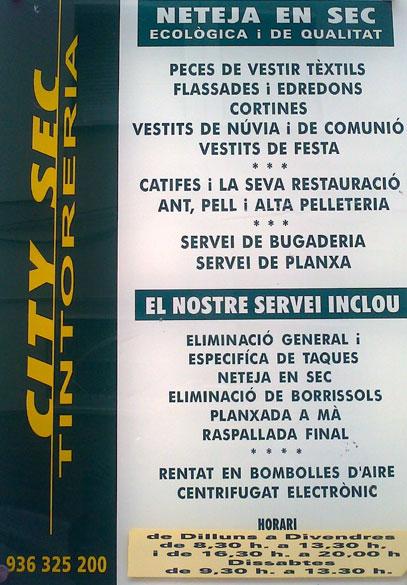 CITY SEC
TINTORERIA
936 325 200
NETEJA EN SEC
ECOLÒGICA i DE QUALITAT
PECES DE VESTIR TÈXTILS
FLASSADES i EDREDONS
CORTINES
VESTITS DE NÚVIA i DE COMUNIÓ
VESTITS DE FESTA
* * *
CATIFES i LA SEVA RESTAURACIÓ
ANT, PELL i ALTA PELLETERIA
* * *
SERVEI DE BUGADERIA
SERVEI DE PLANXA
EL NOSTRE SERVEI INCLOU
ELIMINACIÓ GENERAL i
ESPECIFÍCA DE TAQUES
NETEJA EN SEC
ELIMINACIÓ DE BORRISSOLS
PLANXADA A MÀ
RASPALLADA FINAL
* * * *
RENTAT EN BOMBOLLES D'AIRE
CENTRIFUGAT ELECTRÒNIC
HORARI
de Dilluns a Divendres
de 8,30 h. a 13,30 h.
i de 16,30 h. a 20,00 h
Dissabtes
de 9,30 h. a 13.30 h.